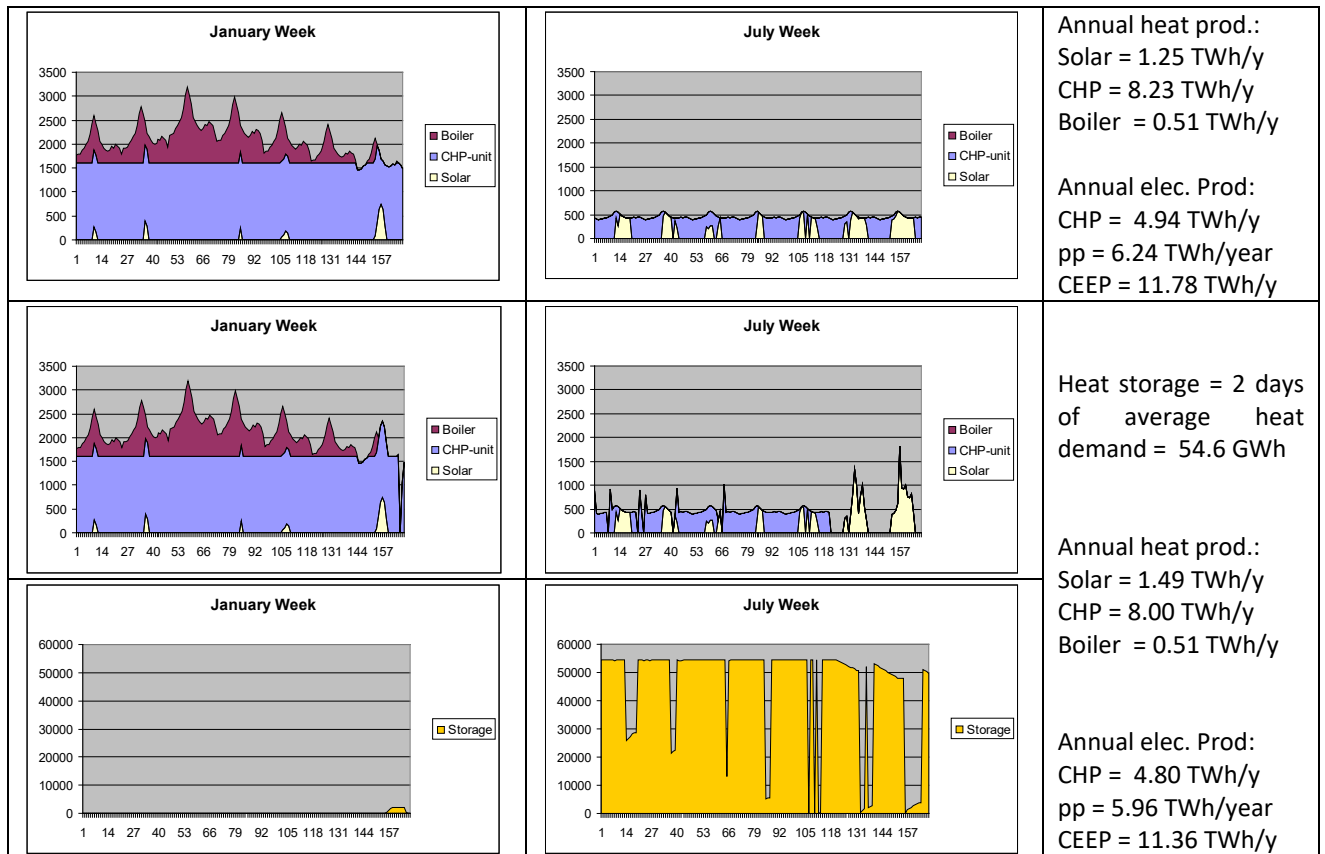 January Week
3500
3000
2500
2000
1500
1000
500
0
1 14 27 40 53 66 79 92 105 118 131 144 157
Boiler
CHP-unit
Solar
July Week
3500
3000
2500
2000
1500
1000
500
0
1 14 27 40 53 66 79 92 105 118 131 144 157
Boiler
CHP-unit
Solar
Annual heat prod.:
Solar = 1.25 TWh/y
CHP = 8.23 TWh/y
Boiler = 0.51 TWh/y
Annual elec. Prod:
CHP = 4.94 TWh/y
pp = 6.24 TWh/year
CEEP = 11.78 TWh/y
January Week
3500
3000
2500
2000
1500
1000
500
0
1 14 27 40 53 66 79 92 105 118 131 144 157
Boiler
CHP-unit
Solar
July Week
3500
3000
2500
2000
1500
1000
500
0
1 14 27 40 53 66 79 92 105 118 131 144 157
Boiler
CHP-unit
Solar
January Week
60000
50000
40000
30000
20000
10000
0
1 14 27 40 53 66 79 92 105 118 131 144 157
Storage
July Week
60000
50000
40000
30000
20000
10000
0
1 14 27 40 53 66 79 92 105 118 131 144 157
Storage
Heat storage = 2 days
of average heat
demand = 54.6 GWh
Annual heat prod.:
Solar = 1.49 TWh/y
CHP = 8.00 TWh/y
Boiler = 0.51 TWh/y
Annual elec. Prod:
CHP = 4.80 TWh/y
pp = 5.96 TWh/year
CEEP = 11.36 TWh/y